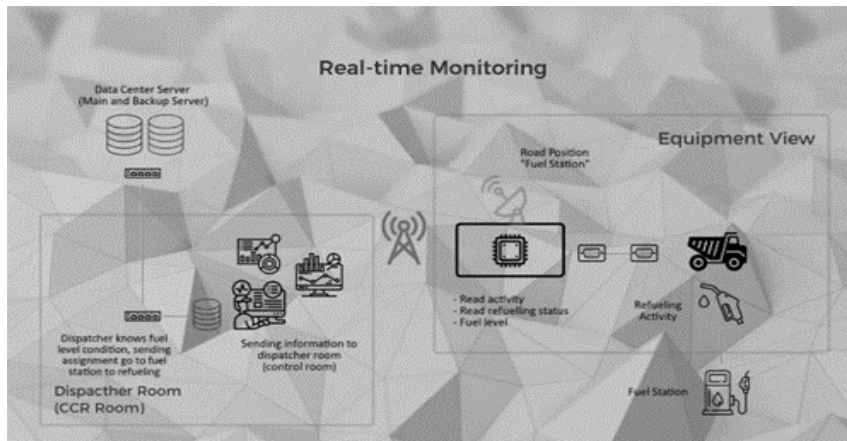 Real-time Monitoring
Data Center Server
(Main and Backup Server)
Equipment View
Road Position
"Fuel Station"
- Read activity
- Read refuelling status
- Fuel level
Refueling
Activity
Fuel Station
Sending information to
dispatcher room
(control room)
Dispatcher knows fuel
level condition, sending
assignment go to fuel
station to refueling
Dispacther Room
(CCR Room)